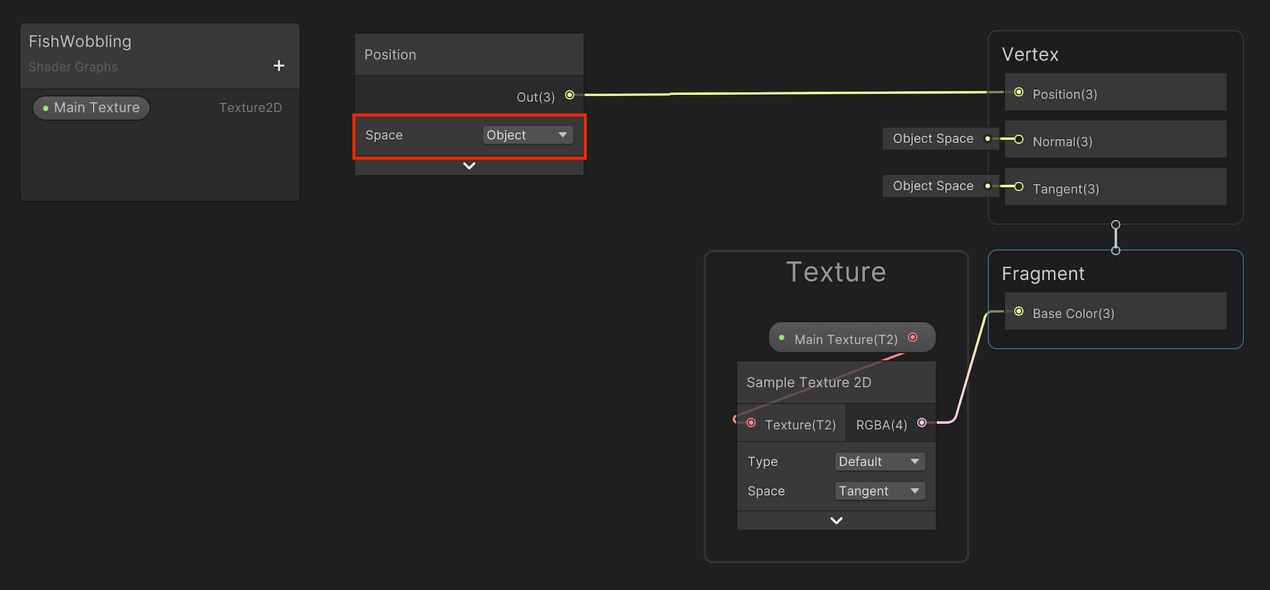 FishWobbling
Shader Graphs
+
Main Texture
Texture2D
Position
Out(3)
Space
Object
Vertex
Position(3)
Object Space
Normal(3)
Object Space
Tangent(3)
Fragment
Base Color(3)
Texture
Main Texture(T2)
Sample Texture 2D
Texture(T2)
RGBA(4)
Type
Default
Space
Tangent